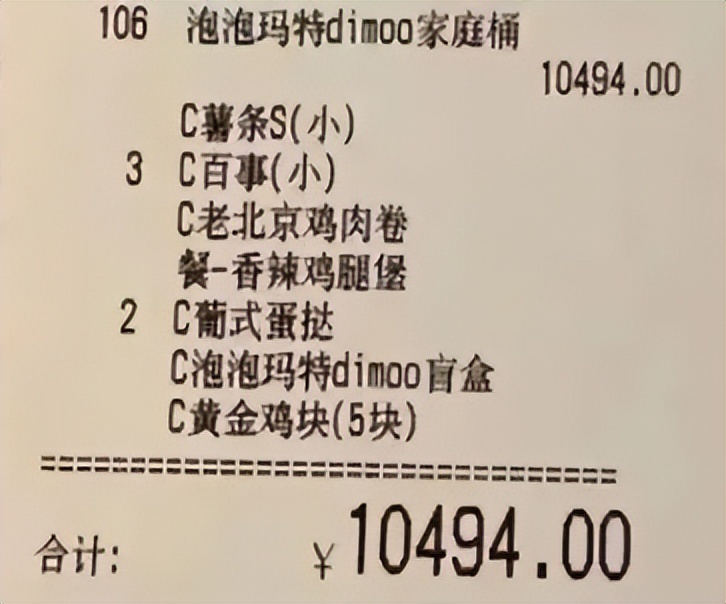 106 泡泡玛特dimoo家庭桶
10494.00
C薯条S(小)
3 C百事(小)
C老北京鸡肉卷
餐-香辣鸡腿堡
2 C葡式蛋挞
C泡泡玛特dimoo盲盒
C黄金鸡块(5块)
===================================
合计: ¥10494.00